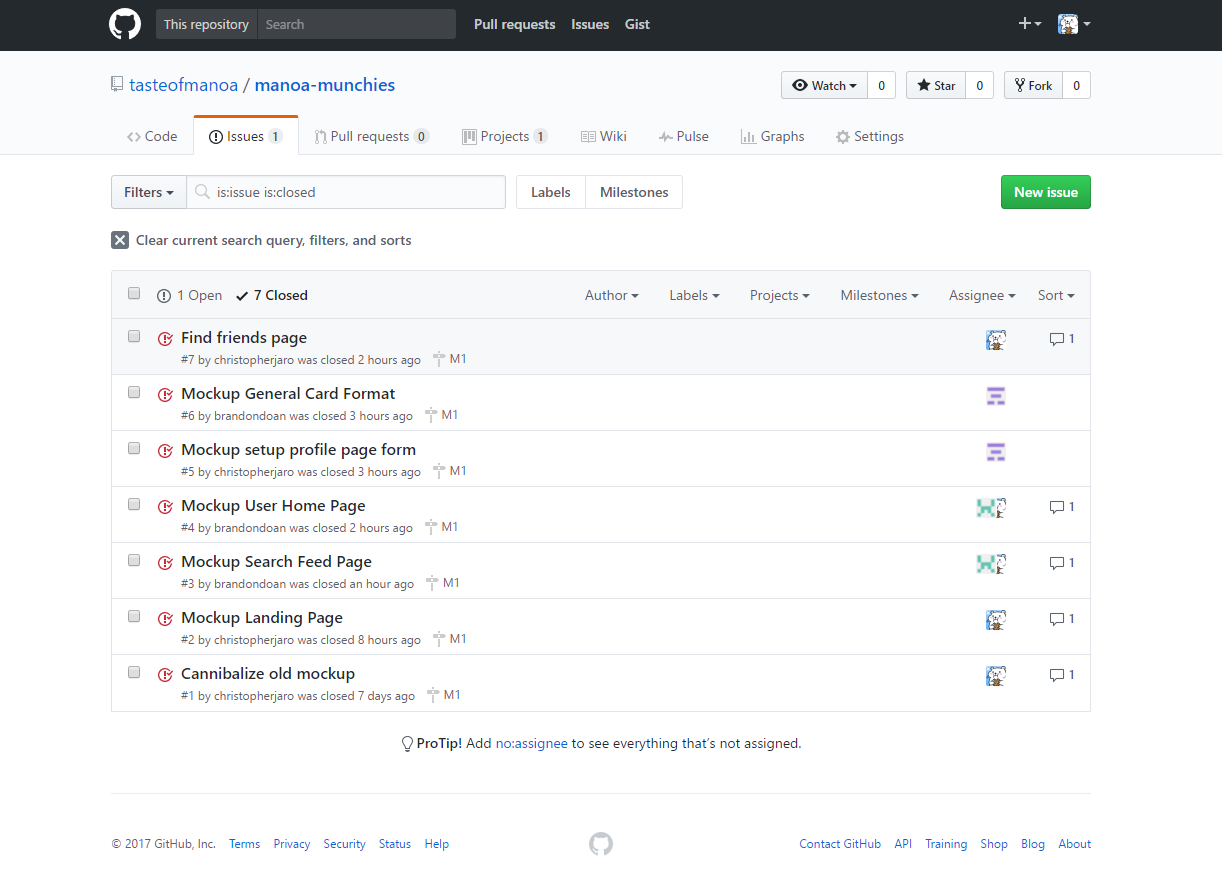 This repository Search Pull requests Issues Gist
tasteofmanoa / manoa-munchies Watch 0 Star 0 Fork 0
Code Issues 1 Pull requests 0 Projects 1 Wiki Pulse Graphs Settings
Filters is:issue is:closed Labels Milestones New issue
Clear current search query, filters, and sorts
1 Open 7 Closed Author Labels Projects Milestones Assignee Sort
Find friends page 1
#7 by christopherjaro was closed 2 hours ago M1
Mockup General Card Format
#6 by brandondoan was closed 3 hours ago M1
Mockup setup profile page form
#5 by christopherjaro was closed 3 hours ago M1
Mockup User Home Page 1
#4 by brandondoan was closed 2 hours ago M1
Mockup Search Feed Page 1
#3 by brandondoan was closed an hour ago M1
Mockup Landing Page 1
#2 by christopherjaro was closed 8 hours ago M1
Cannibalize old mockup 1
#1 by christopherjaro was closed 7 days ago M1
ProTip! Add no:assignee to see everything that's not assigned.
© 2017 GitHub, Inc. Terms Privacy Security Status Help Contact GitHub API Training Shop Blog About